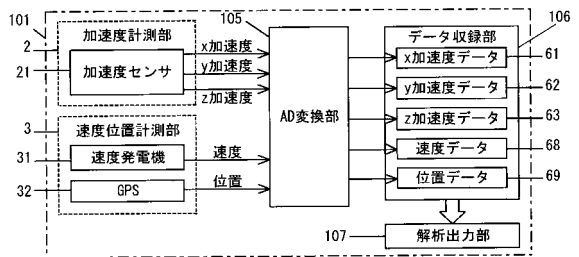 101
105
106
2
加速度計測部
21
加速度センサ
x加速度
y加速度
z加速度
3
速度位置計測部
31
速度発電機
速度
32
GPS
位置
AD変換部
データ収録部
x加速度データ
61
y加速度データ
62
z加速度データ
63
速度データ
68
位置データ
69
107
解析出力部